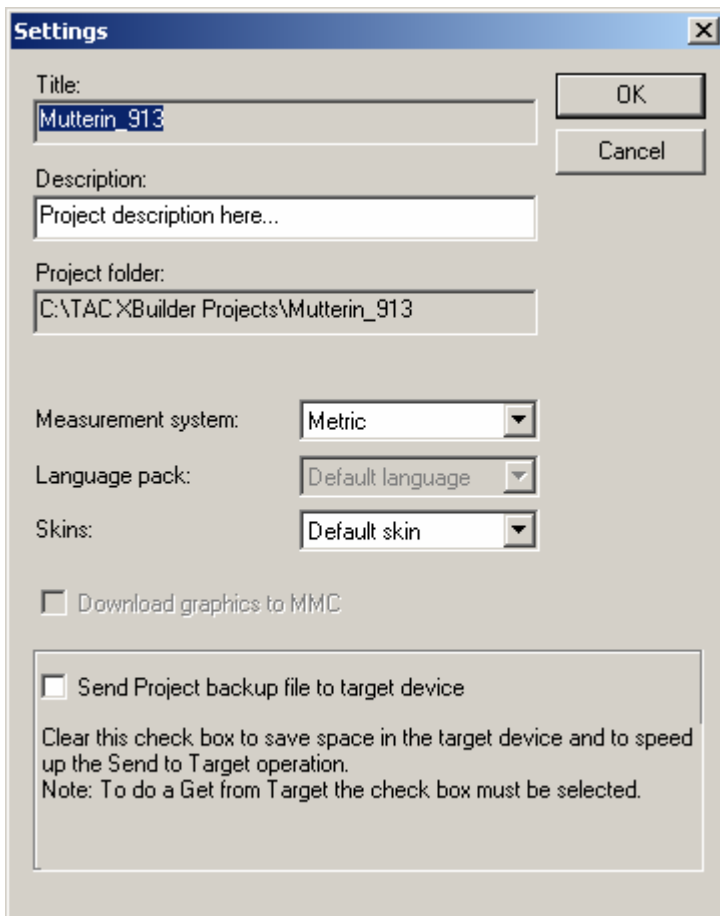 Settings
Title:
OK
Mutterin_913
Cancel
Description:
Project description here...
Project folder:
C:\TAC XBuilder Projects\Mutterin_913
Measurement system: Metric
Language pack: Default language
Skins: Default skin
Download graphics to MMC
Send Project backup file to target device
Clear this check box to save space in the target device and to speed
up the Send to Target operation.
Note: To do a Get from Target the check box must be selected.